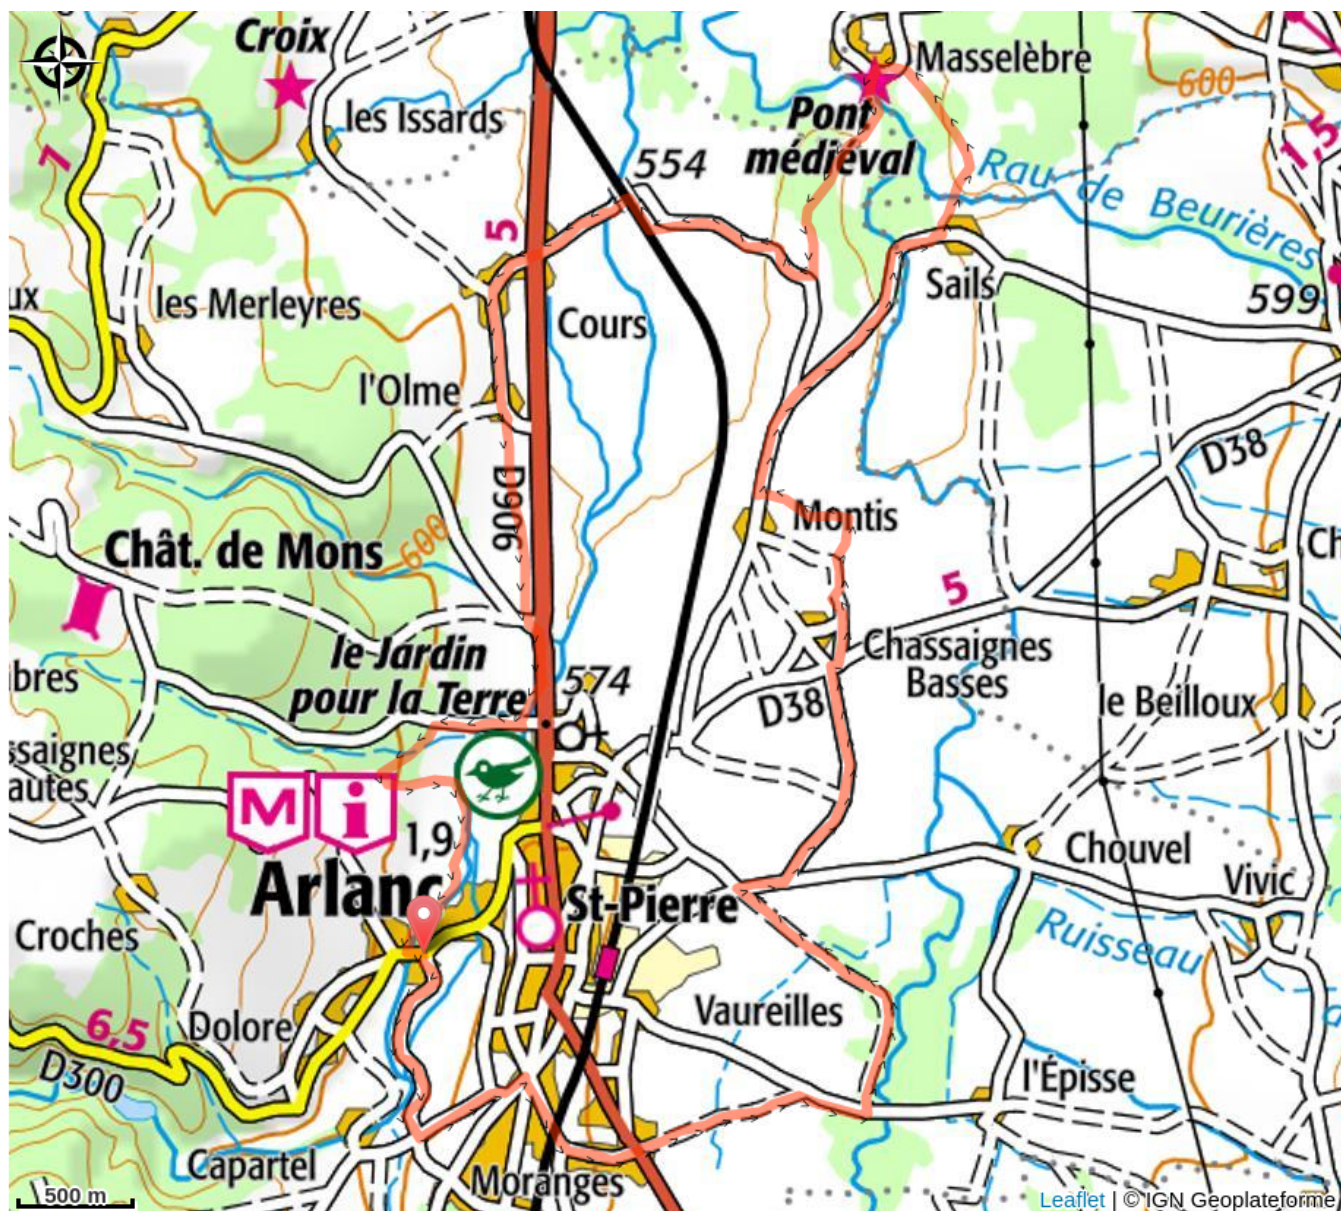 Croix
Masselèbre
600
les Issards
Pont
médiéval
1
1,5
554
Rau de Beurières
5
Sails
599
ux
les Merleyres
Cours
l'Olme
D38
D906
Montis
Chât. de Mons
600
Ch
5
le Jardin
pour la Terre
574
Chassaignes
Basses
bres
D38
le Beilloux
ssaignes
autes
M i
1,9
Chouvel
Arlanc
St-Pierre
Vivic
Croches
Ruisseau
Vaureilles
6,5
Dolore
D300
l'Épisse
Capartel
Moranges
500 m
Leaflet | © IGN Geoplateforme